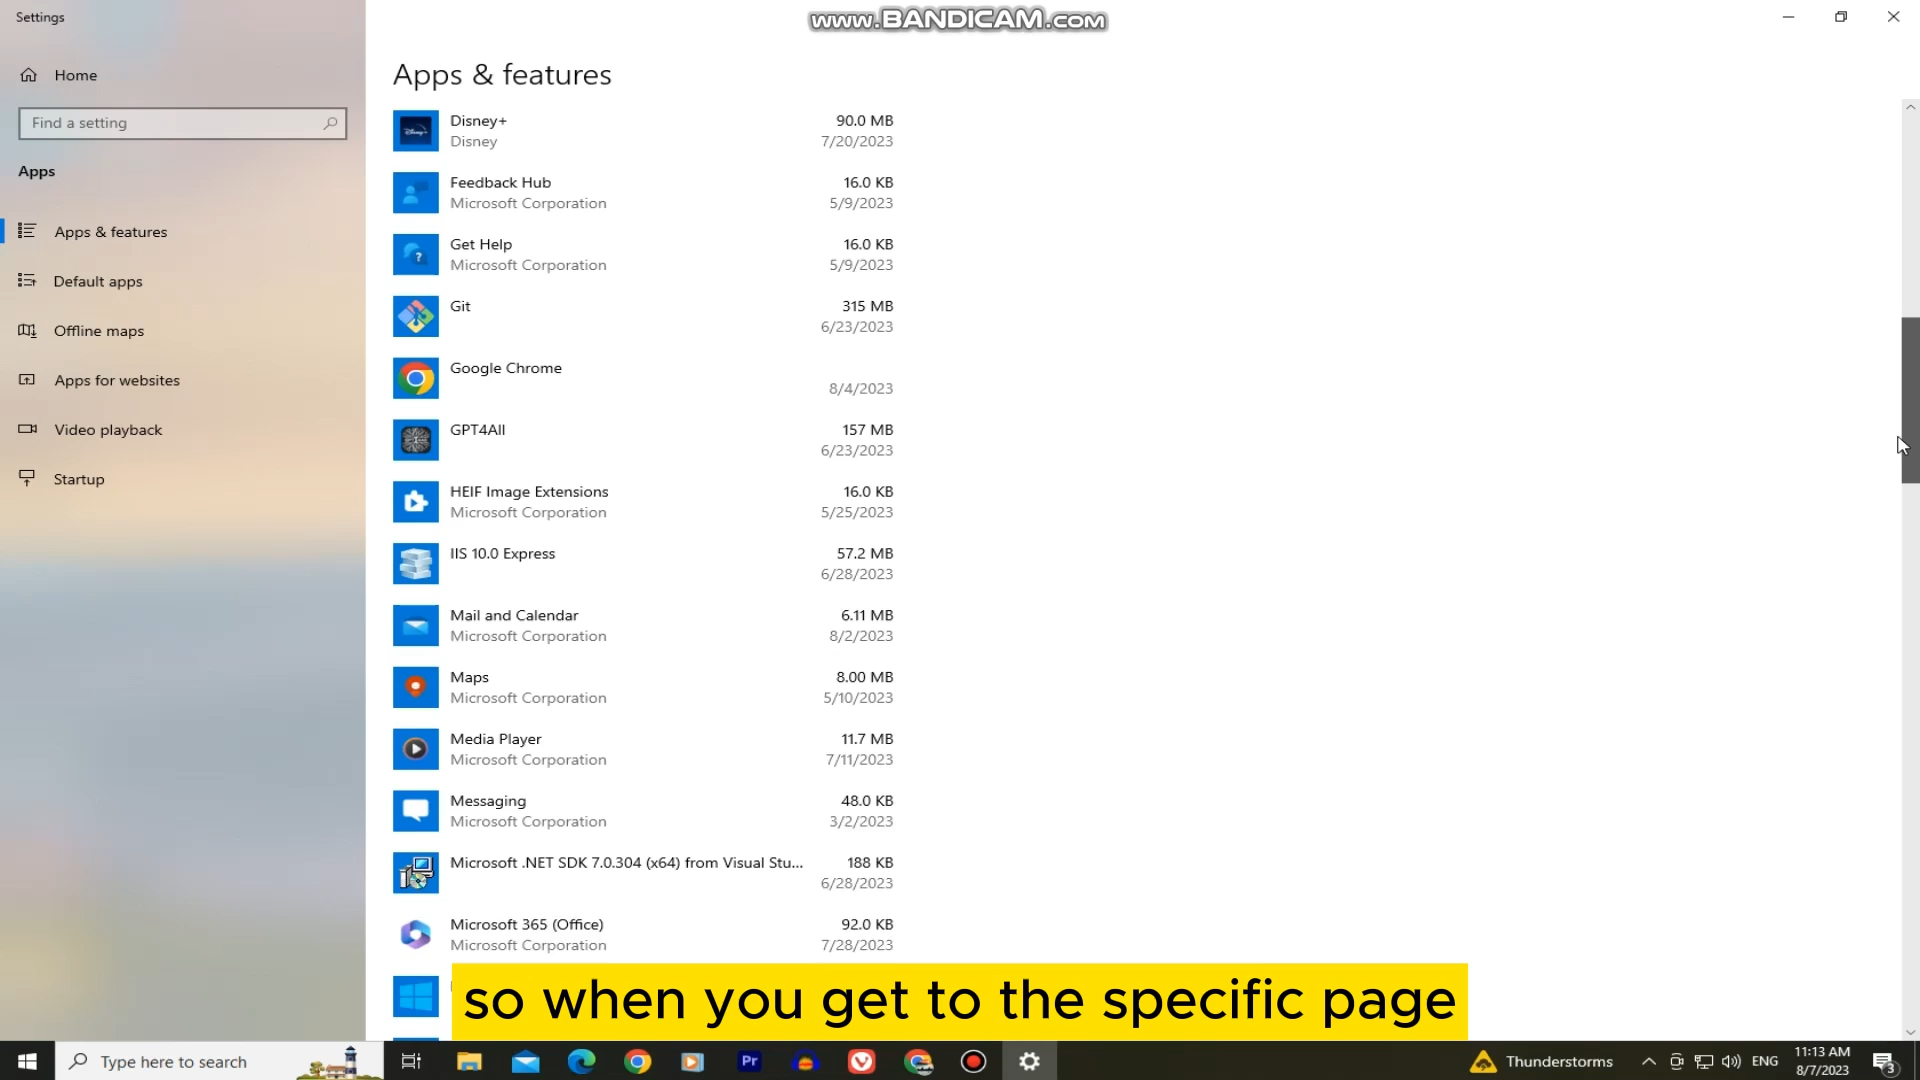 Settings
www.BANDICAM.com
Home
Find a setting
Apps
Apps & features
Default apps
Offline maps
Apps for websites
Video playback
Startup
Apps & features
Disney+ 90.0 MB
Disney 7/20/2023
Feedback Hub 16.0 KB
Microsoft Corporation 5/9/2023
Get Help 16.0 KB
Microsoft Corporation 5/9/2023
Git 315 MB
6/23/2023
Google Chrome
8/4/2023
GPT4All 157 MB
6/23/2023
HEIF Image Extensions 16.0 KB
Microsoft Corporation 5/25/2023
IIS 10.0 Express 57.2 MB
6/28/2023
Mail and Calendar 6.11 MB
Microsoft Corporation 8/2/2023
Maps 8.00 MB
Microsoft Corporation 5/10/2023
Media Player 11.7 MB
Microsoft Corporation 7/11/2023
Messaging 48.0 KB
Microsoft Corporation 3/2/2023
Microsoft .NET SDK 7.0.304 (x64) from Visual Stu... 188 KB
6/28/2023
Microsoft 365 (Office) 92.0 KB
Microsoft Corporation 7/28/2023
so when you get to the specific page
Type here to search
Pr
Thunderstorms
ENG
11:13 AM
8/7/2023
3